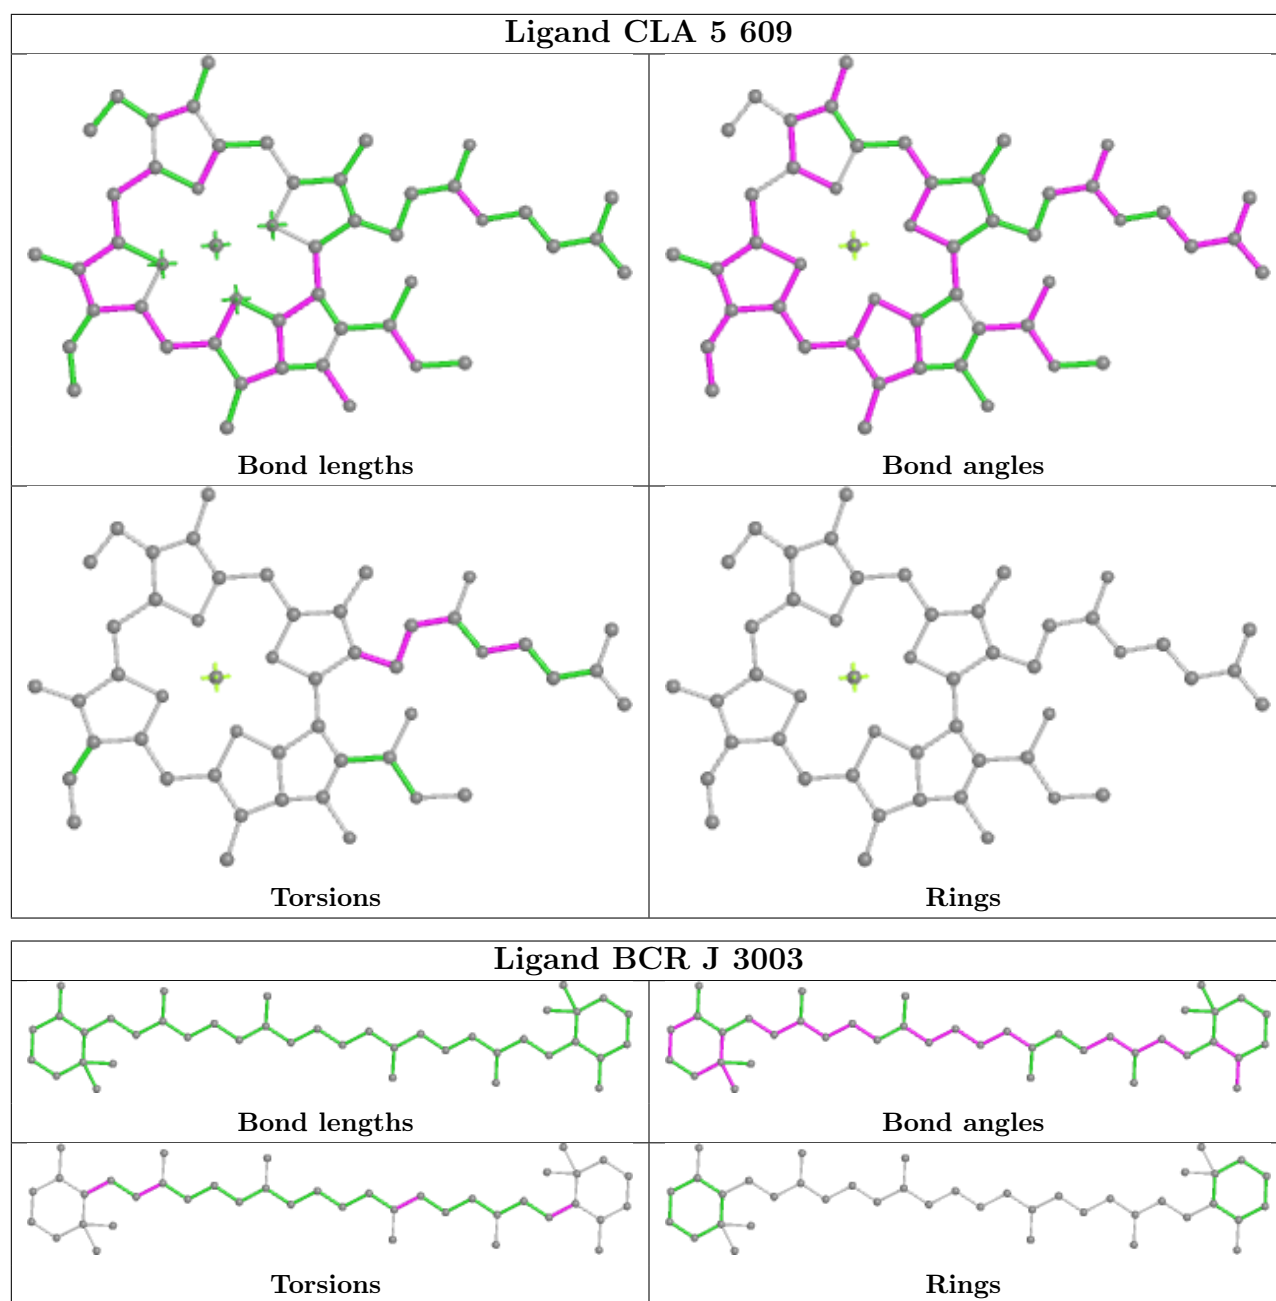 Ligand CLA 5 609
Bond lengths
Bond angles
Torsions
Rings
Ligand BCR J 3003
Bond lengths
Bond angles
Torsions
Rings